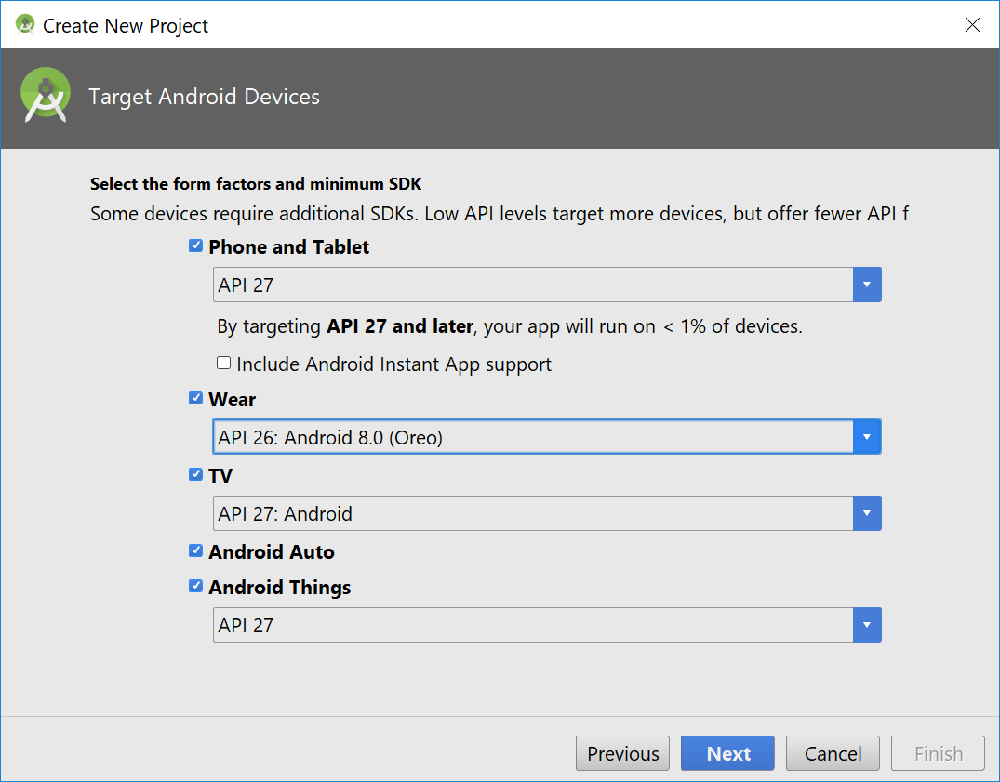 Create New Project
Target Android Devices
Select the form factors and minimum SDK
Some devices require additional SDKs. Low API levels target more devices, but offer fewer API f
Phone and Tablet
API 27
By targeting API 27 and later, your app will run on < 1% of devices.
Include Android Instant App support
Wear
API 26: Android 8.0 (Oreo)
TV
API 27: Android
Android Auto
Android Things
API 27
Previous Next Cancel Finish